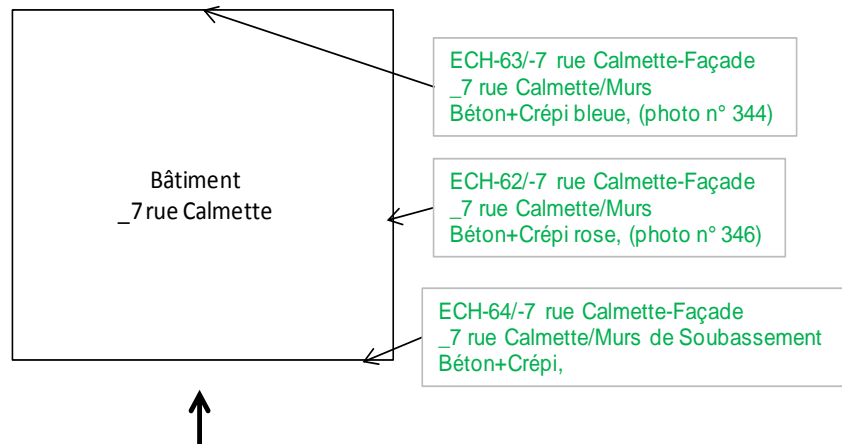 ECH-63/-7 rue Calmette-Façade
_7 rue Calmette/Murs
Béton+Crépi bleue, (photo n° 344)
Bâtiment
_7 rue Calmette
ECH-62/-7 rue Calmette-Façade
_7 rue Calmette/Murs
Béton+Crépi rose, (photo n° 346)
ECH-64/-7 rue Calmette-Façade
_7 rue Calmette/Murs de Soubassement
Béton+Crépi,